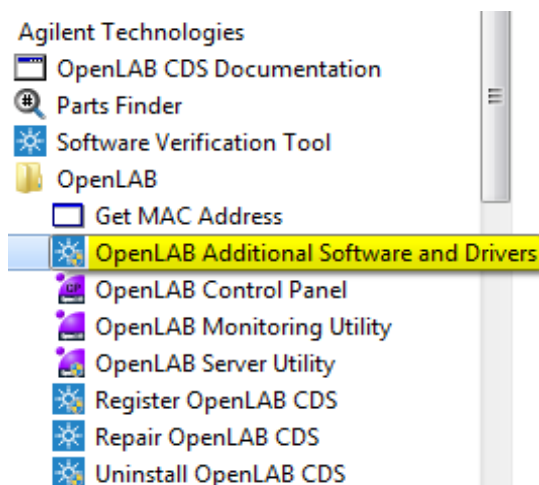 Agilent Technologies
OpenLAB CDS Documentation
Parts Finder
Software Verification Tool
OpenLAB
Get MAC Address
OpenLAB Additional Software and Drivers
OpenLAB Control Panel
OpenLAB Monitoring Utility
OpenLAB Server Utility
Register OpenLAB CDS
Repair OpenLAB CDS
Uninstall OpenLAB CDS